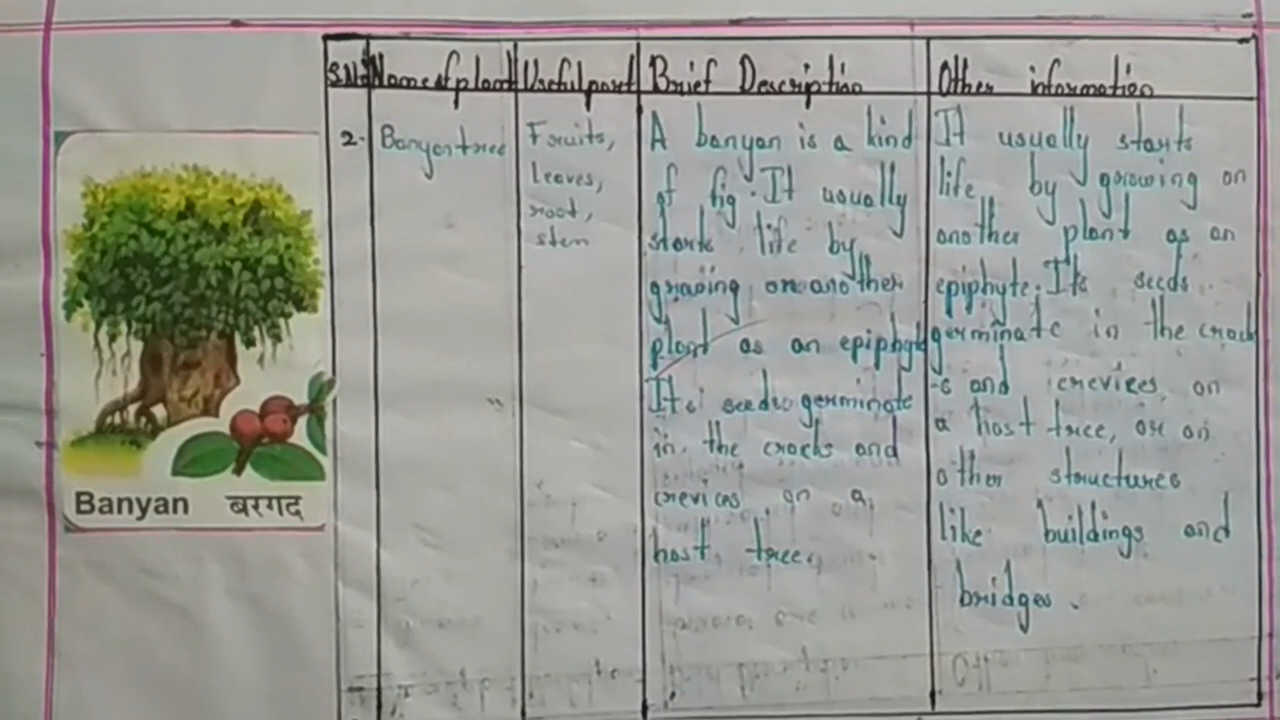 S.No Name of plant Useful part Brief Description Other information
2. Banyan tree
Fruits,
leaves,
root,
stem
A banyan is a kind
of fig. It usually
starts life by
growing on another
plant as an epiphyte
Its seeds germinate
in the cracks and
crevices on a
host tree.
It usually starts
life by growing on
another plant as an
epiphyte. Its seeds
germinate in the crack
-s and crevices on
a host tree, or on
other structures
like buildings and
bridges.
Banyan बरगद